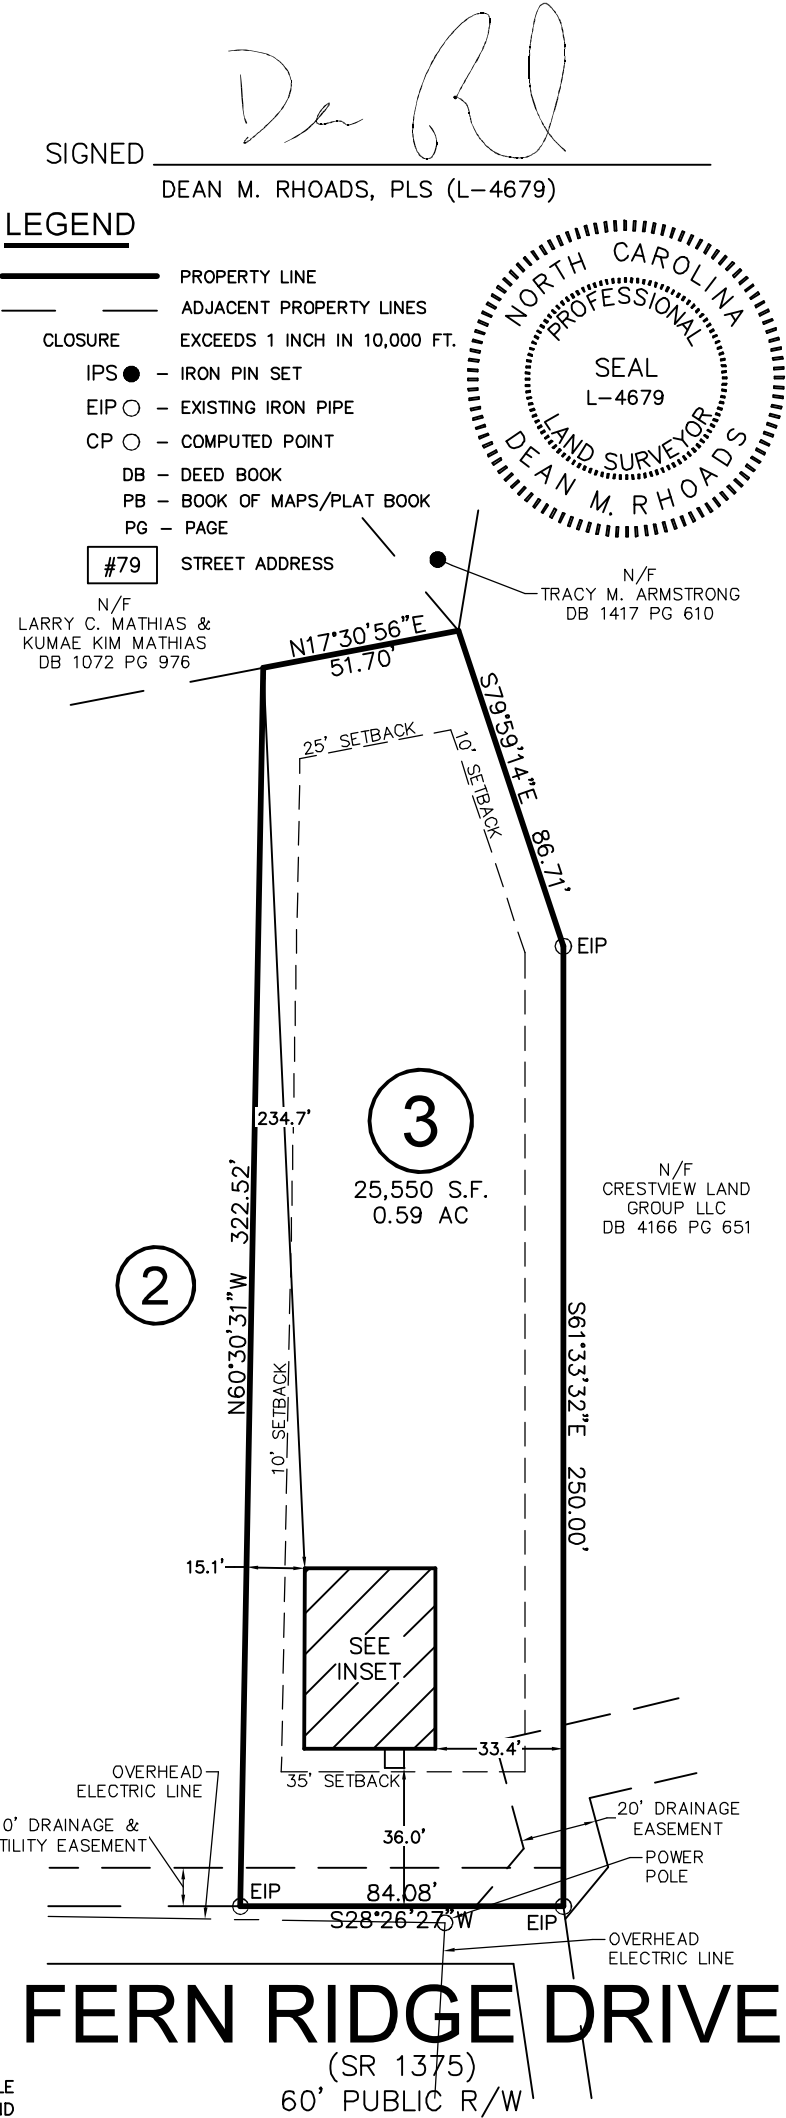 SIGNED
DEAN M. RHOADS, PLS (L-4679)
LEGEND
PROPERTY LINE
ADJACENT PROPERTY LINES
CLOSURE EXCEEDS 1 INCH IN 10,000 FT.
IPS ● - IRON PIN SET
EIP ○ - EXISTING IRON PIPE
CP ○ - COMPUTED POINT
DB - DEED BOOK
PB - BOOK OF MAPS/PLAT BOOK
PG - PAGE
#79 STREET ADDRESS
NORTH CAROLINA
PROFESSIONAL
SEAL
L-4679
LAND SURVEYOR
DEAN M. RHOADS
N/F
TRACY M. ARMSTRONG
DB 1417 PG 610
N/F
LARRY C. MATHIAS &
KUMAE KIM MATHIAS
DB 1072 PG 976
N17°30'56"E
51.70'
S79°59'14"E 86.71'
25' SETBACK
10' SETBACK
EIP
234.7'
3
25,550 S.F.
0.59 AC
N/F
CRESTVIEW LAND
GROUP LLC
DB 4166 PG 651
2
N60°30'31"W 322.52'
S61°33'32"E 250.00'
10' SETBACK
15.1'
SEE
INSET
33.4'
35' SETBACK
OVERHEAD
ELECTRIC LINE
0' DRAINAGE &
TILITY EASEMENT
36.0'
20' DRAINAGE
EASEMENT
POWER
POLE
EIP
84.08'
S28°26'27"W
EIP
OVERHEAD
ELECTRIC LINE
FERN RIDGE DRIVE
(SR 1375)
60' PUBLIC R/W
LE
ND